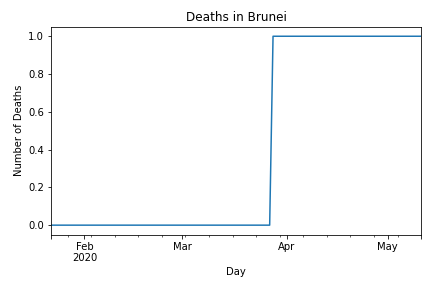 Deaths in Brunei
1.0
0.8
0.6
0.4
0.2
0.0
Number of Deaths
Feb
2020
Mar
Apr
May
Day